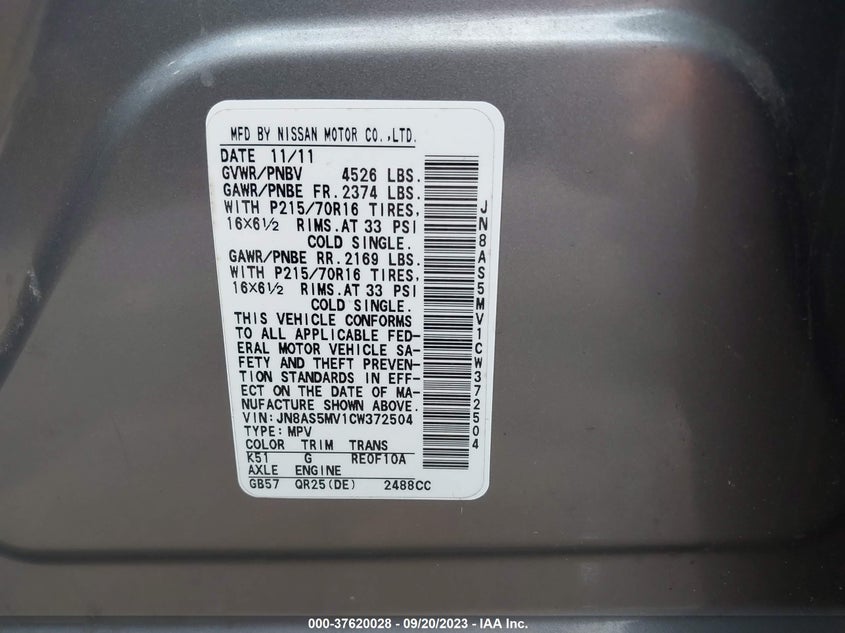 MFD BY NISSAN MOTOR CO.,LTD.
DATE 11/11
GVWR/PNBV 4526 LBS.
GAWR/PNBE FR. 2374 LBS.
WITH P215/70R16 TIRES,
16X6½ RIMS. AT 33 PSI
COLD SINGLE.
GAWR/PNBE RR. 2169 LBS.
WITH P215/70R16 TIRES,
16X6½ RIMS. AT 33 PSI
COLD SINGLE.
THIS VEHICLE CONFORMS
TO ALL APPLICABLE FED-
ERAL MOTOR VEHICLE SA-
FETY AND THEFT PREVEN-
TION STANDARDS IN EFF-
ECT ON THE DATE OF MA-
NUFACTURE SHOWN ABOVE.
VIN:JN8AS5MV1CW372504
TYPE: MPV
COLOR TRIM TRANS
K51 G RE0F10A
AXLE ENGINE
GB57 QR25(DE) 2488CC
JN8AS5MV1CW372504
000-37620028 - 09/20/2023 - IAA Inc.